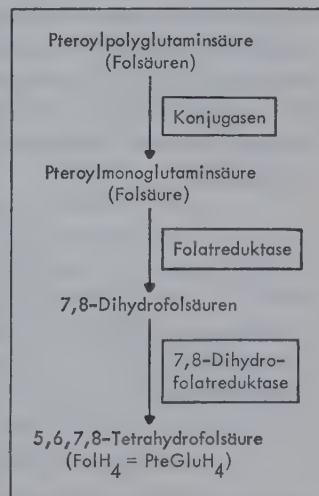 Pteroylpolyglutaminsäure
(Folsäuren)
Konjugasen
Pteroylmonoglutaminsäure
(Folsäure)
Folatreduktase
7,8-Dihydrofolsäuren
7,8-Dihydro-
folatreduktase
5,6,7,8-Tetrahydrofolsäure
(FolH₄ = PteGluH₄)